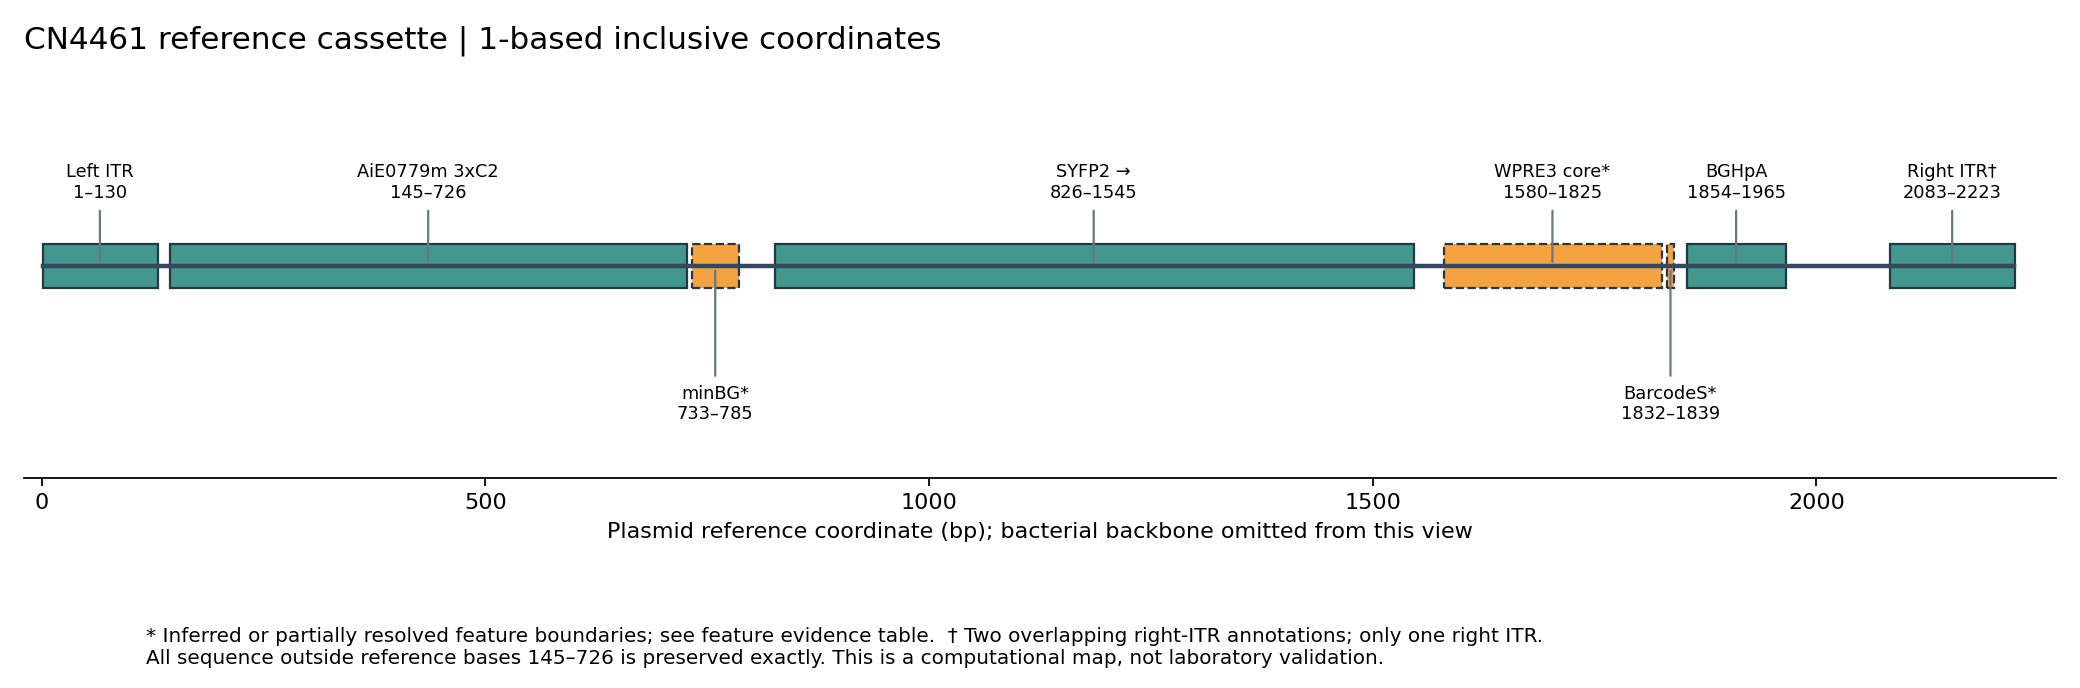 CN4461 reference cassette | 1-based inclusive coordinates
Left ITR
1–130
AiE0779m 3xC2
145–726
SYFP2 →
826–1545
WPRE3 core*
1580–1825
BGHpA
1854–1965
Right ITR†
2083–2223
minBG*
733–785
BarcodeS*
1832–1839
0
500
1000
1500
2000
Plasmid reference coordinate (bp); bacterial backbone omitted from this view
* Inferred or partially resolved feature boundaries; see feature evidence table.  † Two overlapping right-ITR annotations; only one right ITR.
All sequence outside reference bases 145–726 is preserved exactly. This is a computational map, not laboratory validation.